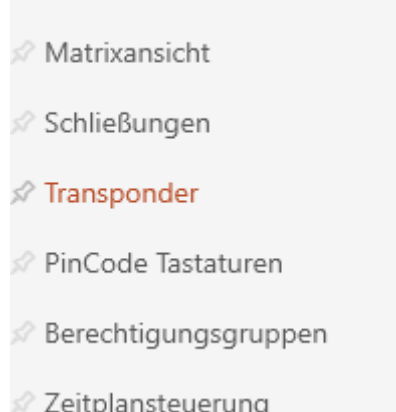 Matrixansicht
Schließungen
Transponder
PinCode Tastaturen
Berechtigungsgruppen
Zeitplansteuerung